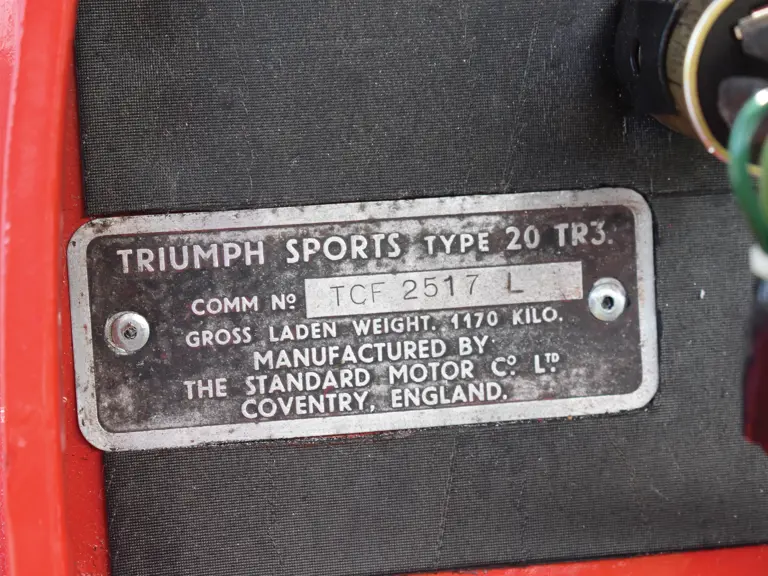 TRIUMPH SPORTS TYPE 20 TR3.
COMM Nº TCF 2517 L
GROSS LADEN WEIGHT. 1170 KILO.
MANUFACTURED BY
THE STANDARD MOTOR Cº. LTD.
COVENTRY, ENGLAND.